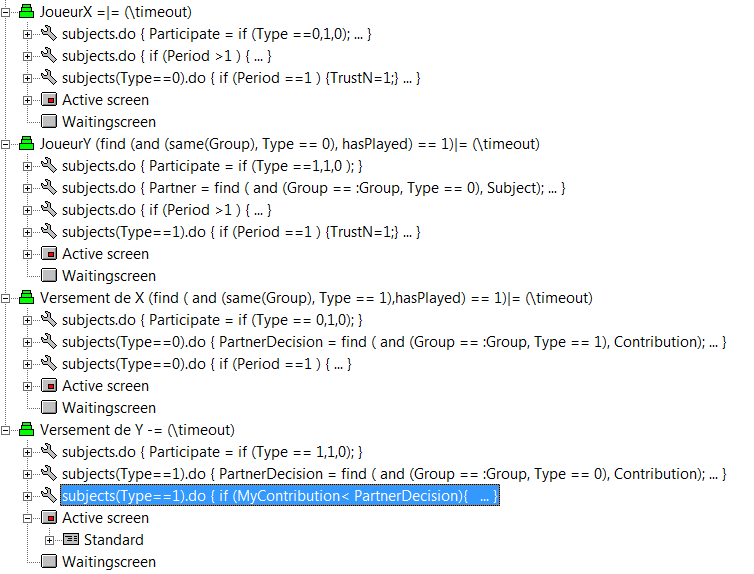 JoueurX =|= (\timeout)
subjects.do { Participate = if (Type ==0,1,0); ... }
subjects.do { if (Period >1 ) { ... }
subjects(Type==0).do { if (Period ==1 ) {TrustN=1;} ... }
Active screen
Waitingscreen
JoueurY (find (and (same(Group), Type == 0), hasPlayed) == 1)|= (\timeout)
subjects.do { Participate = if (Type ==1,1,0 ); }
subjects.do { Partner = find ( and (Group == :Group, Type == 0), Subject); ... }
subjects.do { if (Period >1 ) { ... }
subjects(Type==1).do { if (Period ==1 ) {TrustN=1;} ... }
Active screen
Waitingscreen
Versement de X (find ( and (same(Group), Type == 1),hasPlayed) == 1)|= (\timeout)
subjects.do { Participate = if (Type == 0,1,0); }
subjects(Type==0).do { PartnerDecision = find ( and (Group == :Group, Type == 1), Contribution); ... }
subjects(Type==0).do { if (Period ==1 ) { ... }
Active screen
Waitingscreen
Versement de Y -= (\timeout)
subjects.do { Participate = if (Type == 1,1,0); }
subjects(Type==1).do { PartnerDecision = find ( and (Group == :Group, Type == 0), Contribution); ... }
subjects(Type==1).do { if (MyContribution< PartnerDecision){ ... }
Active screen
Standard
Waitingscreen